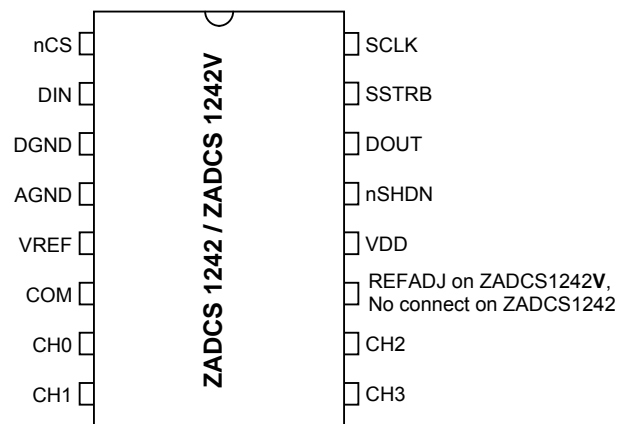 nCS
DIN
DGND
AGND
VREF
COM
CH0
CH1
ZADCS 1242 / ZADCS 1242V
SCLK
SSTRB
DOUT
nSHDN
VDD
REFADJ on ZADCS1242V,
No connect on ZADCS1242
CH2
CH3